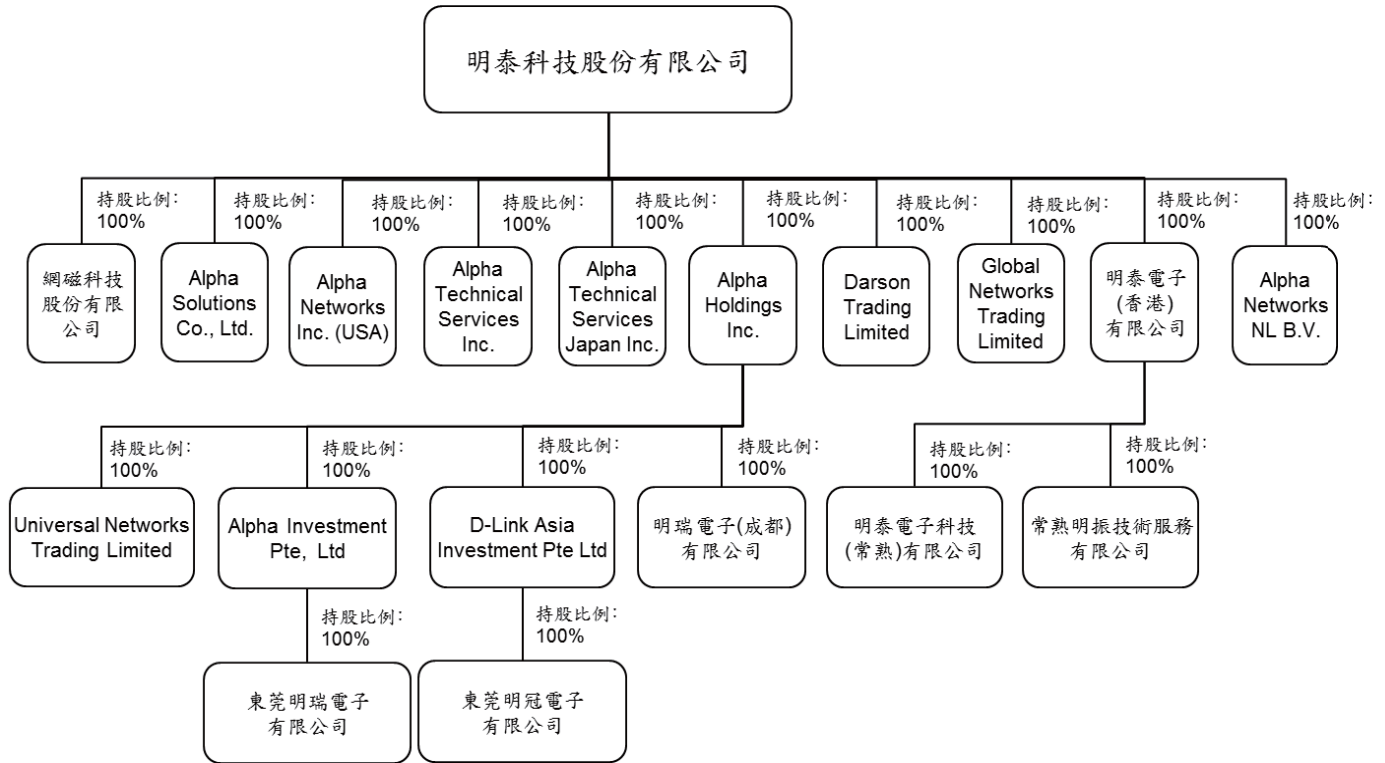 明泰科技股份有限公司
持股比例:
100%
持股比例:
100%
持股比例:
100%
持股比例:
100%
持股比例:
100%
持股比例:
100%
持股比例:
100%
持股比例:
100%
持股比例:
100%
持股比例:
100%
網磁科技
股份有限
公司
Alpha
Solutions
Co., Ltd.
Alpha
Networks
Inc. (USA)
Alpha
Technical
Services
Inc.
Alpha
Technical
Services
Japan Inc.
Alpha
Holdings
Inc.
Darson
Trading
Limited
Global
Networks
Trading
Limited
明泰電子
(香港)
有限公司
Alpha
Networks
NL B.V.
持股比例:
100%
持股比例:
100%
持股比例:
100%
持股比例:
100%
持股比例:
100%
持股比例:
100%
Universal Networks
Trading Limited
Alpha Investment
Pte, Ltd
D-Link Asia
Investment Pte Ltd
明瑞電子(成都)
有限公司
明泰電子科技
(常熟)有限公司
常熟明振技術服務
有限公司
持股比例:
100%
持股比例:
100%
東莞明瑞電子
有限公司
東莞明冠電子
有限公司